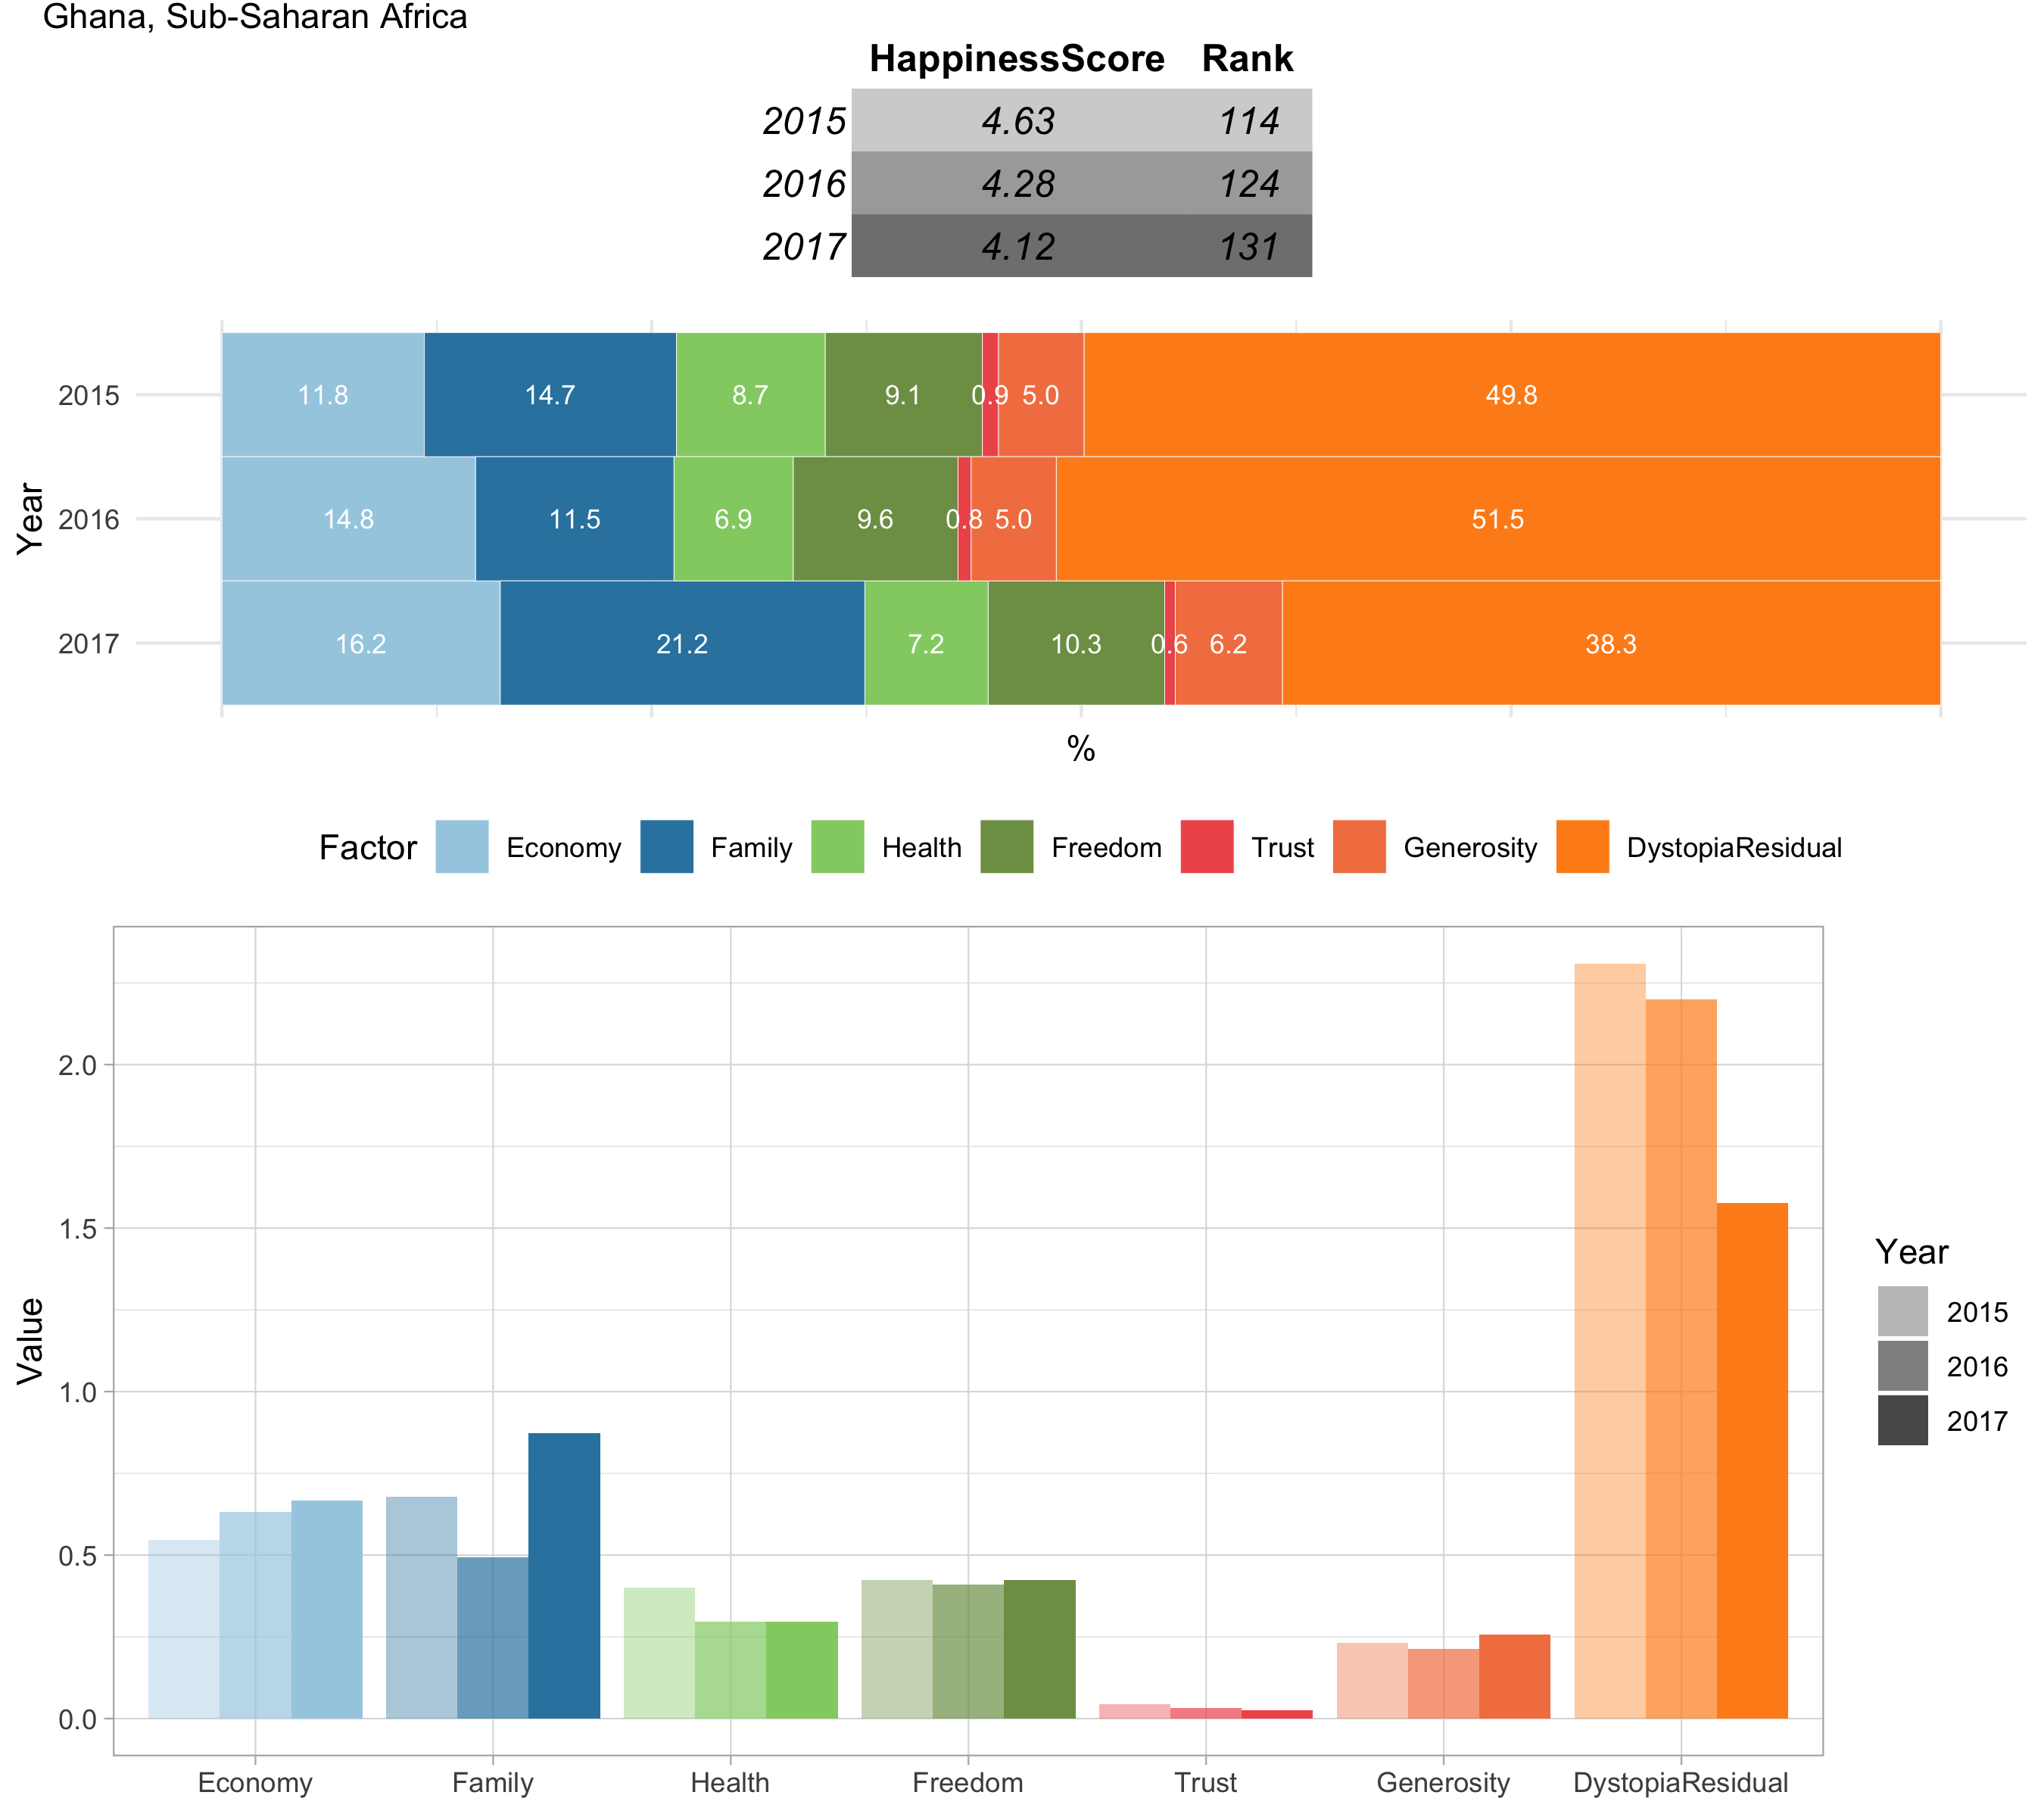 Ghana, Sub-Saharan Africa
HappinessScore Rank
2015 4.63 114
2016 4.28 124
2017 4.12 131
2015 11.8 14.7 8.7 9.1 0.9 5.0 49.8
2016 14.8 11.5 6.9 9.6 0.8 5.0 51.5
2017 16.2 21.2 7.2 10.3 0.6 6.2 38.3
Year
%
Factor Economy Family Health Freedom Trust Generosity DystopiaResidual
2.0
1.5
1.0
0.5
0.0
Value
Economy Family Health Freedom Trust Generosity DystopiaResidual
Year
2015
2016
2017